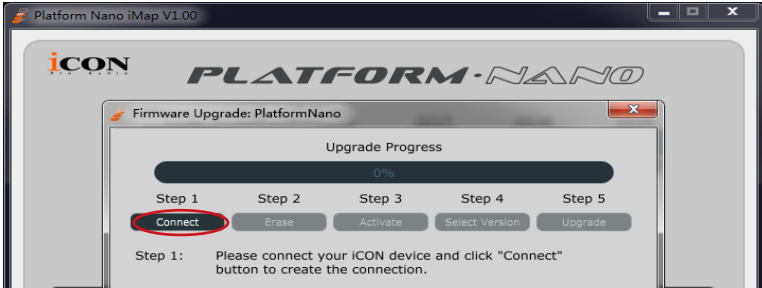 Platform Nano iMap V1.00
iCON
Pro Audio
PLATFORM·NANO
Firmware Upgrade: PlatformNano
Upgrade Progress
0%
Step 1 Step 2 Step 3 Step 4 Step 5
Connect Erase Activate Select Version Upgrade
Step 1: Please connect your iCON device and click "Connect"
button to create the connection.